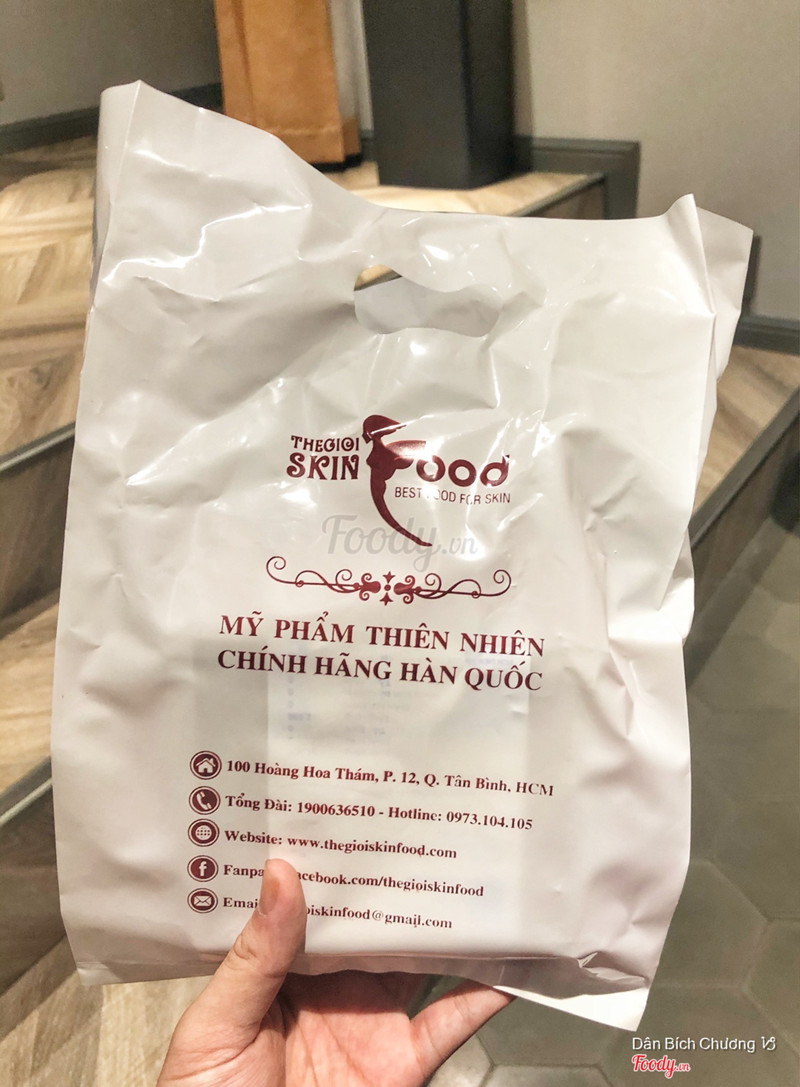 THEGIOI
SKIN Food
BEST FOOD FOR SKIN
Foody.vn
MỸ PHẨM THIÊN NHIÊN
CHÍNH HÃNG HÀN QUỐC
100 Hoàng Hoa Thám, P. 12, Q. Tân Bình, HCM
Tổng Đài: 1900636510 - Hotline: 0973.104.105
Website: www.thegioiskinfood.com
facebook.com/thegioiskinfood
@gmail.com
Dân Bích Chương
Foody.vn